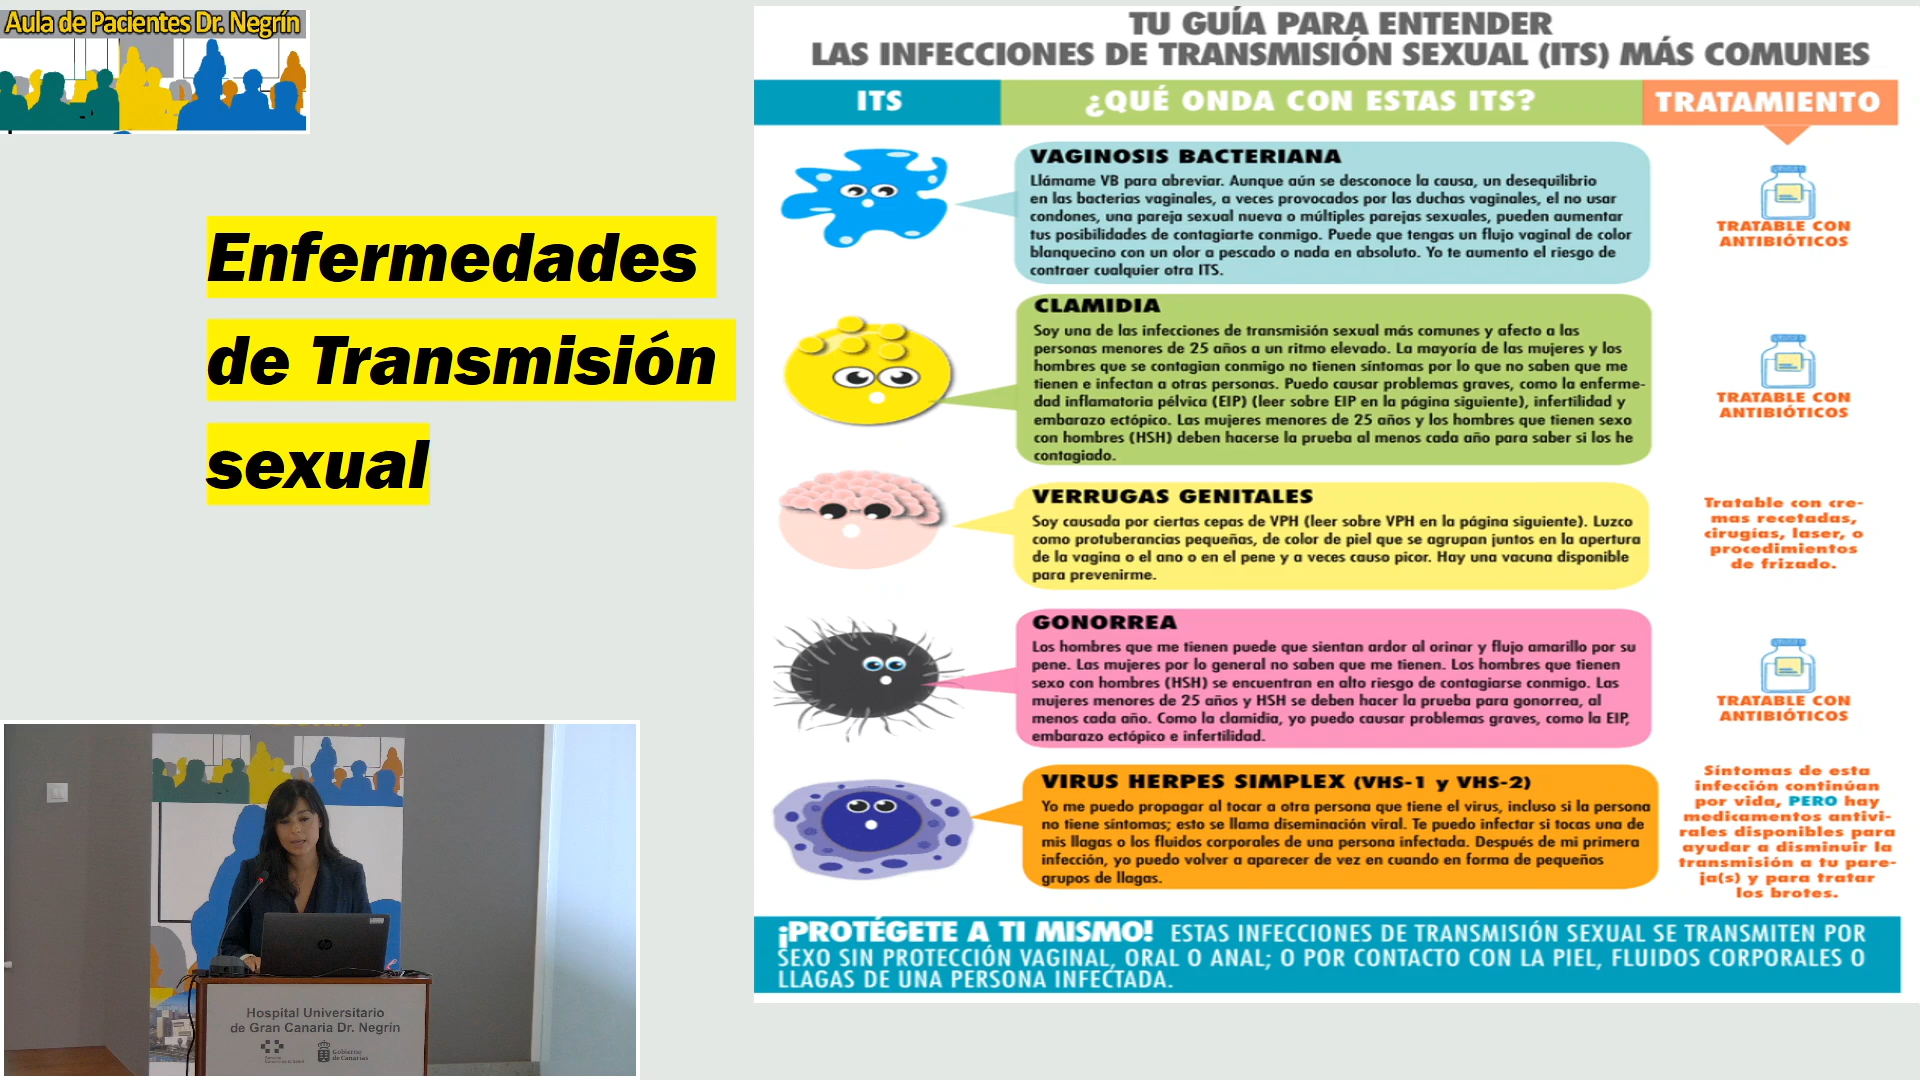 Aula de Pacientes Dr. Negrín
Enfermedades
de Transmisión
sexual
TU GUÍA PARA ENTENDER
LAS INFECCIONES DE TRANSMISIÓN SEXUAL (ITS) MÁS COMUNES
ITS
¿QUÉ ONDA CON ESTAS ITS?
TRATAMIENTO
VAGINOSIS BACTERIANA
Llámame VB para abreviar. Aunque aún se desconoce la causa, un desequilibrio
en las bacterias vaginales, a veces provocados por las duchas vaginales, el no usar
condones, una pareja sexual nueva o múltiples parejas sexuales, pueden aumentar
tus posibilidades de contagiarte conmigo. Puede que tengas un flujo vaginal de color
blanquecino con un olor a pescado o nada en absoluto. Yo te aumento el riesgo de
contraer cualquier otra ITS.
TRATABLE CON
ANTIBIÓTICOS
CLAMIDIA
Soy una de las infecciones de transmisión sexual más comunes y afecto a las
personas menores de 25 años a un ritmo elevado. La mayoría de las mujeres y los
hombres que se contagian conmigo no tienen síntomas por lo que no saben que me
tienen e infectan a otras personas. Puedo causar problemas graves, como la enferme-
dad inflamatoria pélvica (EIP) (leer sobre EIP en la página siguiente), infertilidad y
embarazo ectópico. Las mujeres menores de 25 años y los hombres que tienen sexo
con hombres (HSH) deben hacerse la prueba al menos cada año para saber si los he
contagiado.
TRATABLE CON
ANTIBIÓTICOS
VERRUGAS GENITALES
Soy causada por ciertas cepas de VPH (leer sobre VPH en la página siguiente). Luzco
como protuberancias pequeñas, de color de piel que se agrupan juntos en la apertura
de la vagina o el ano o en el pene y a veces causo picor. Hay una vacuna disponible
para prevenirme.
Tratable con cre-
mas recetadas,
cirugías, laser, o
procedimientos
de frizado.
GONORREA
Los hombres que me tienen puede que sientan ardor al orinar y flujo amarillo por su
pene. Las mujeres por lo general no saben que me tienen. Los hombres que tienen
sexo con hombres (HSH) se encuentran en alto riesgo de contagiarse conmigo. Las
mujeres menores de 25 años y HSH se deben hacer la prueba para gonorrea, al
menos cada año. Como la clamidia, yo puedo causar problemas graves, como la EIP,
embarazo ectópico e infertilidad.
TRATABLE CON
ANTIBIÓTICOS
VIRUS HERPES SIMPLEX (VHS-1 y VHS-2)
Yo me puedo propagar al tocar a otra persona que tiene el virus, incluso si la persona
no tiene síntomas; esto se llama diseminación viral. Te puedo infectar si tocas una de
mis llagas o los fluidos corporales de una persona infectada. Después de mi primera
infección, yo puedo volver a aparecer de vez en cuando en forma de pequeños
grupos de llagas.
Síntomas de esta
infección continúan
por vida, PERO hay
medicamentos antivi-
rales disponibles para
ayudar a disminuir la
transmisión a tu pare-
ja(s) y para tratar
los brotes.
¡PROTÉGETE A TI MISMO! ESTAS INFECCIONES DE TRANSMISIÓN SEXUAL SE TRANSMITEN POR
SEXO SIN PROTECCIÓN VAGINAL, ORAL O ANAL; O POR CONTACTO CON LA PIEL, FLUIDOS CORPORALES O
LLAGAS DE UNA PERSONA INFECTADA.
hp
Hospital Universitario
de Gran Canaria Dr. Negrín
Gobierno
de Canarias